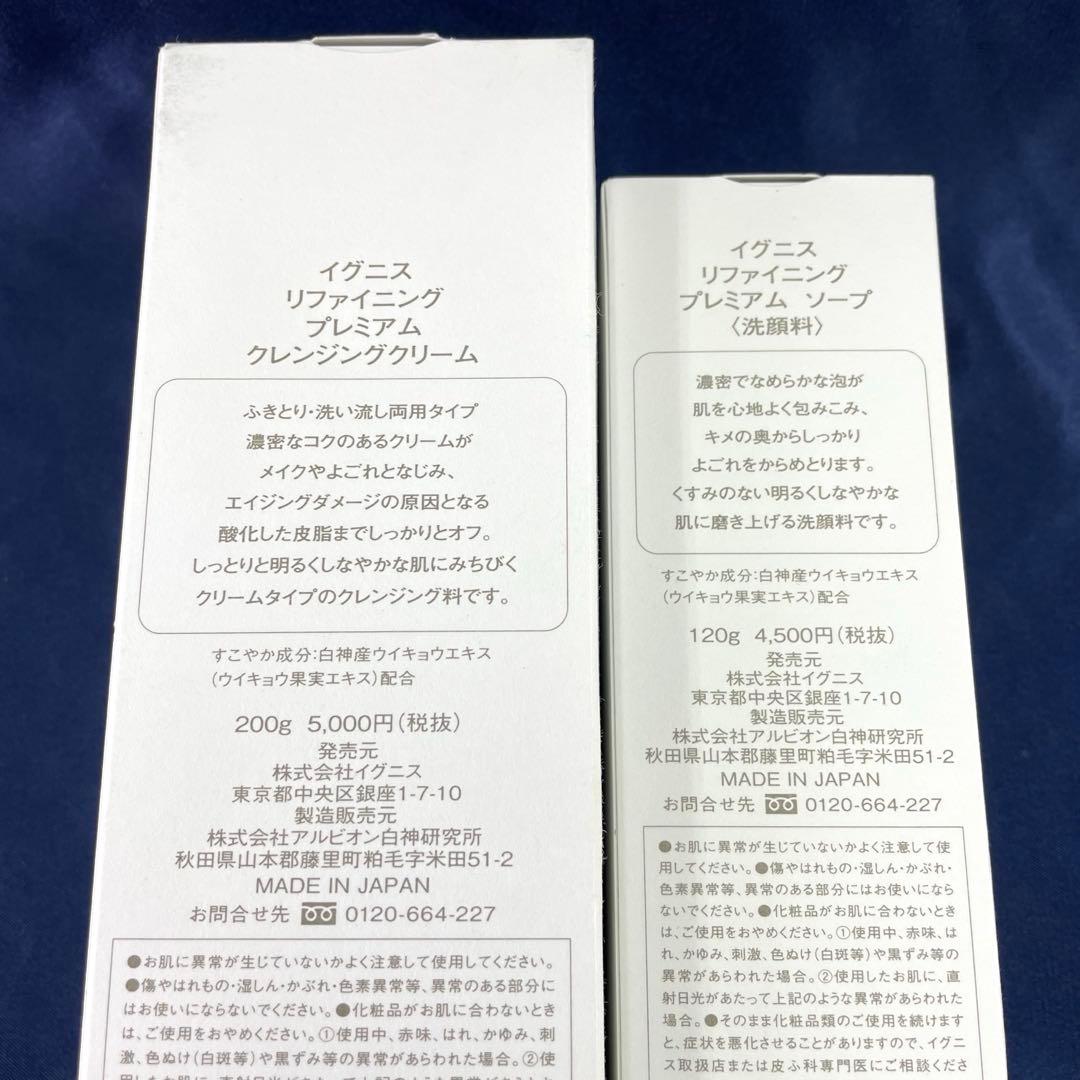 イグニス
リファイニング
プレミアム
クレンジングクリーム
ふきとり・洗い流し両用タイプ
濃密なコクのあるクリームが
メイクやよごれとなじみ、
エイジングダメージの原因となる
酸化した皮脂までしっかりとオフ。
しっとりと明るくしなやかな肌にみちびく
クリームタイプのクレンジング料です。
すこやか成分:白神産ウイキョウエキス
(ウイキョウ果実エキス)配合
200g 5,000円(税抜)
発売元
株式会社イグニス
東京都中央区銀座1-7-10
製造販売元
株式会社アルビオン白神研究所
秋田県山本郡藤里町粕毛字米田51-2
MADE IN JAPAN
お問合せ先 0120-664-227
●お肌に異常が生じていないかよく注意して使用してください。
●傷やはれもの・湿しん・かぶれ・色素異常等、異常のある部分に
はお使いにならないでください。●化粧品がお肌に合わないとき
は、ご使用をおやめください。①使用中、赤味、はれ、かゆみ、刺
激、色ぬけ(白斑等)や黒ずみ等の異常があらわれた場合。②使
イグニス
リファイニング
プレミアム ソープ
〈洗顔料〉
濃密でなめらかな泡が
肌を心地よく包みこみ、
キメの奥からしっかり
よごれをからめとります。
くすみのない明るくしなやかな
肌に磨き上げる洗顔料です。
すこやか成分:白神産ウイキョウエキス
(ウイキョウ果実エキス)配合
120g 4,500円(税抜)
発売元
株式会社イグニス
東京都中央区銀座1-7-10
製造販売元
株式会社アルビオン白神研究所
秋田県山本郡藤里町粕毛字米田51-2
MADE IN JAPAN
お問合せ先 0120-664-227
●お肌に異常が生じていないかよく注意して使
用してください。●傷やはれもの・湿しん・かぶれ・
色素異常等、異常のある部分にはお使いになら
ないでください。●化粧品がお肌に合わないとき
は、ご使用をおやめください。①使用中、赤味、は
れ、かゆみ、刺激、色ぬけ(白斑等)や黒ずみ等の
異常があらわれた場合。②使用したお肌に、直
射日光があたって上記のような異常があらわれた
場合。●そのまま化粧品類のご使用を続けます
と、症状を悪化させることがありますので、イグニ
ス取扱店または皮ふ科専門医にご相談くださ